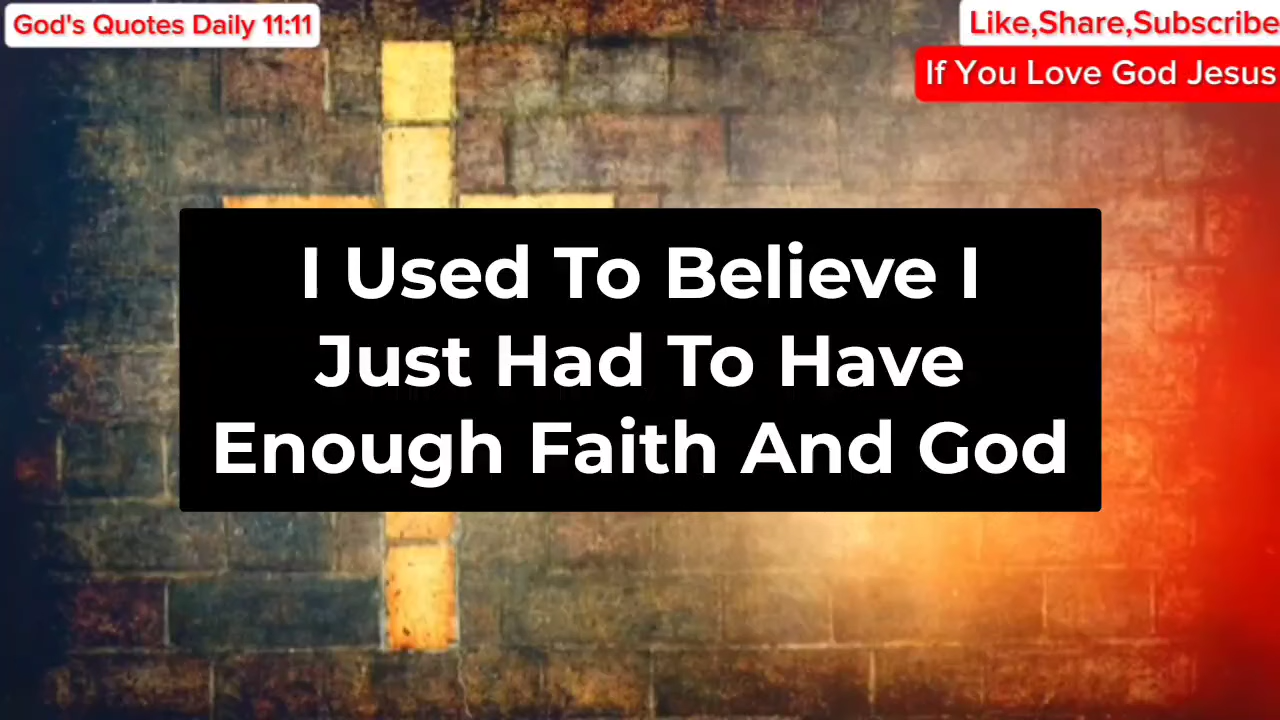 God's Quotes Daily 11:11
Like,Share,Subscribe
If You Love God Jesus
I Used To Believe I
Just Had To Have
Enough Faith And God